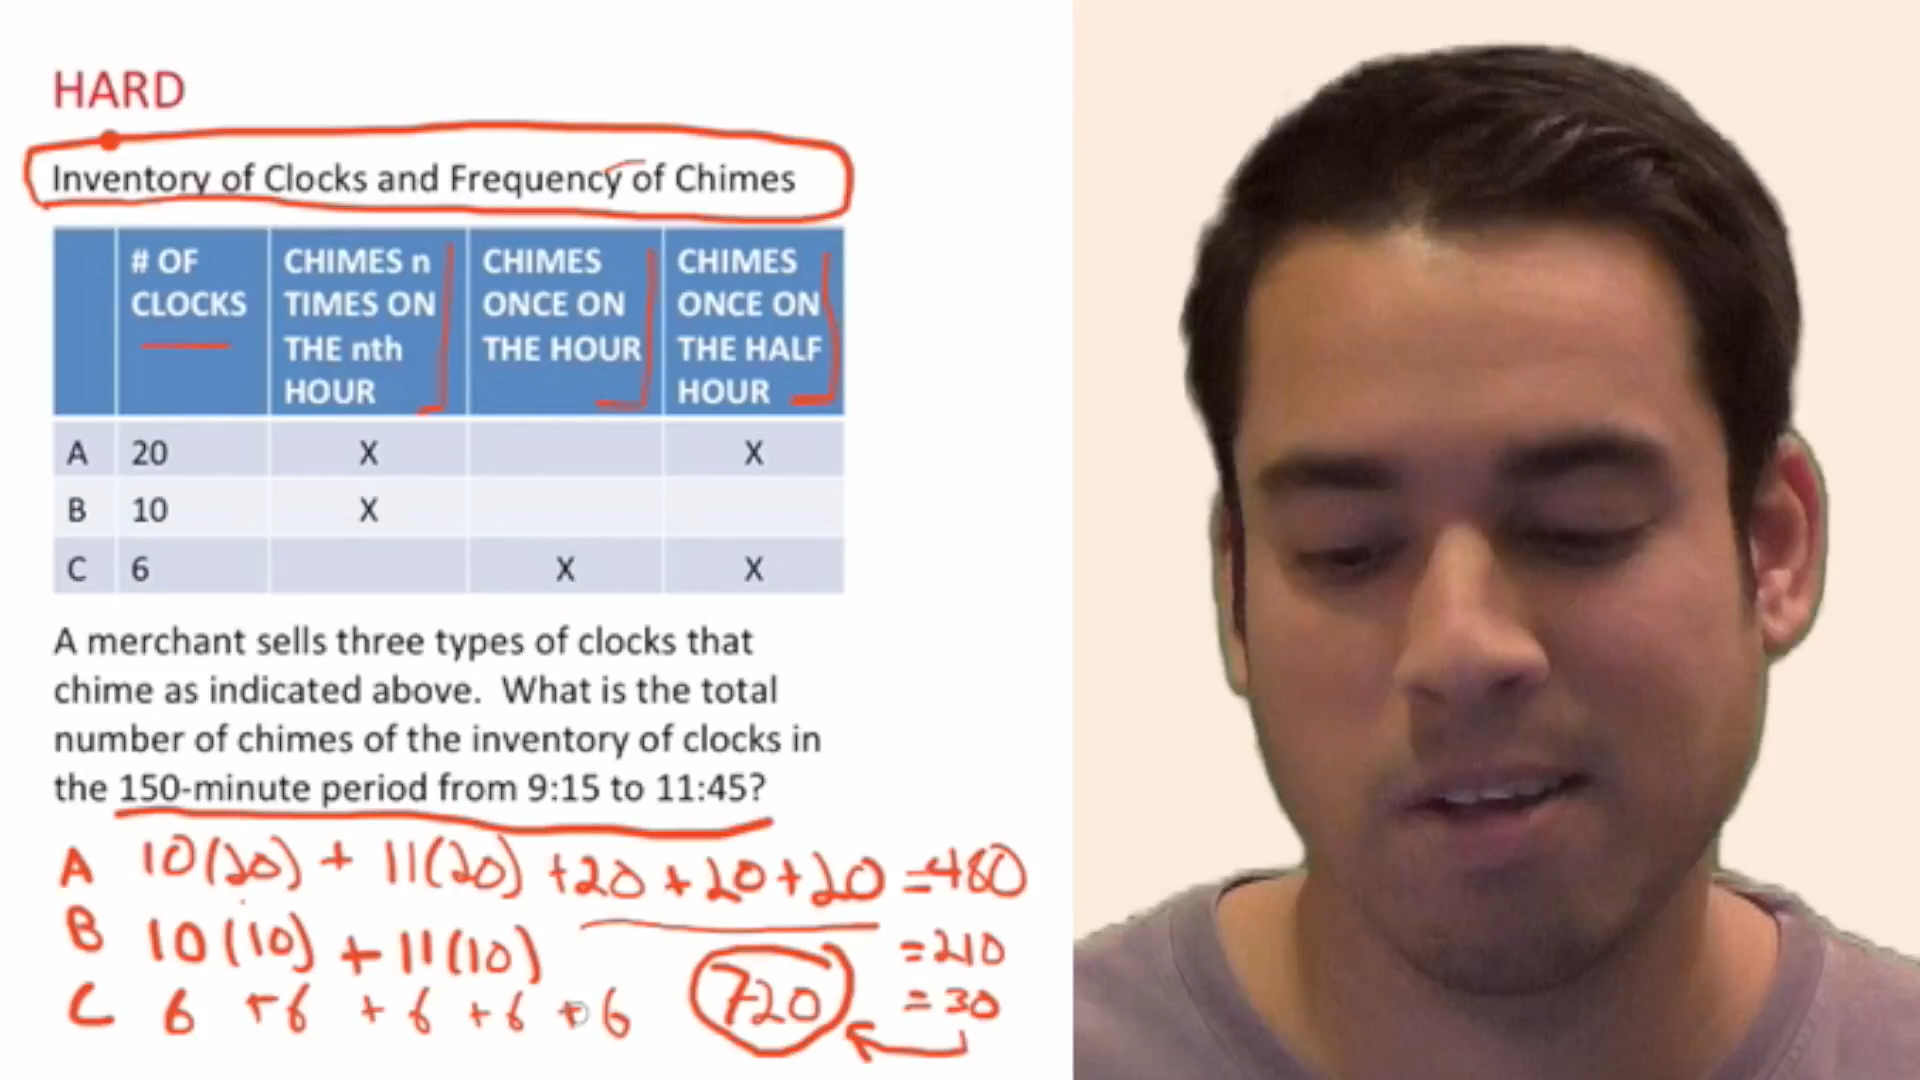 HARD
Inventory of Clocks and Frequency of Chimes
# OF CLOCKS CHIMES n TIMES ON THE nth HOUR CHIMES ONCE ON THE HOUR CHIMES ONCE ON THE HALF HOUR
A 20 X X
B 10 X
C 6 X X
A merchant sells three types of clocks that
chime as indicated above. What is the total
number of chimes of the inventory of clocks in
the 150-minute period from 9:15 to 11:45?
A 10(20) + 11(20) +20 +20+20 =480
B 10(10) + 11(10) =210
C 6 +6 +6 +6 +6 720 =30